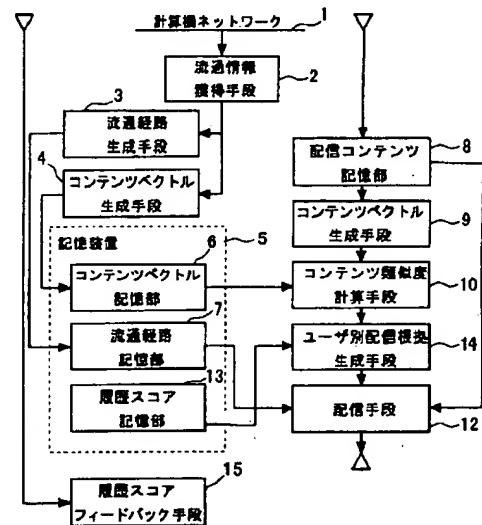 計算機ネットワーク
1
流通情報
獲得手段
2
3
流通経路
生成手段
4
コンテンツベクトル
生成手段
記憶装置
5
6
コンテンツベクトル
記憶部
7
流通経路
記憶部
13
履歴スコア
記憶部
15
履歴スコア
フィードバック手段
8
配信コンテンツ
記憶部
9
コンテンツベクトル
生成手段
10
コンテンツ類似度
計算手段
14
ユーザ別配信根拠
生成手段
12
配信手段